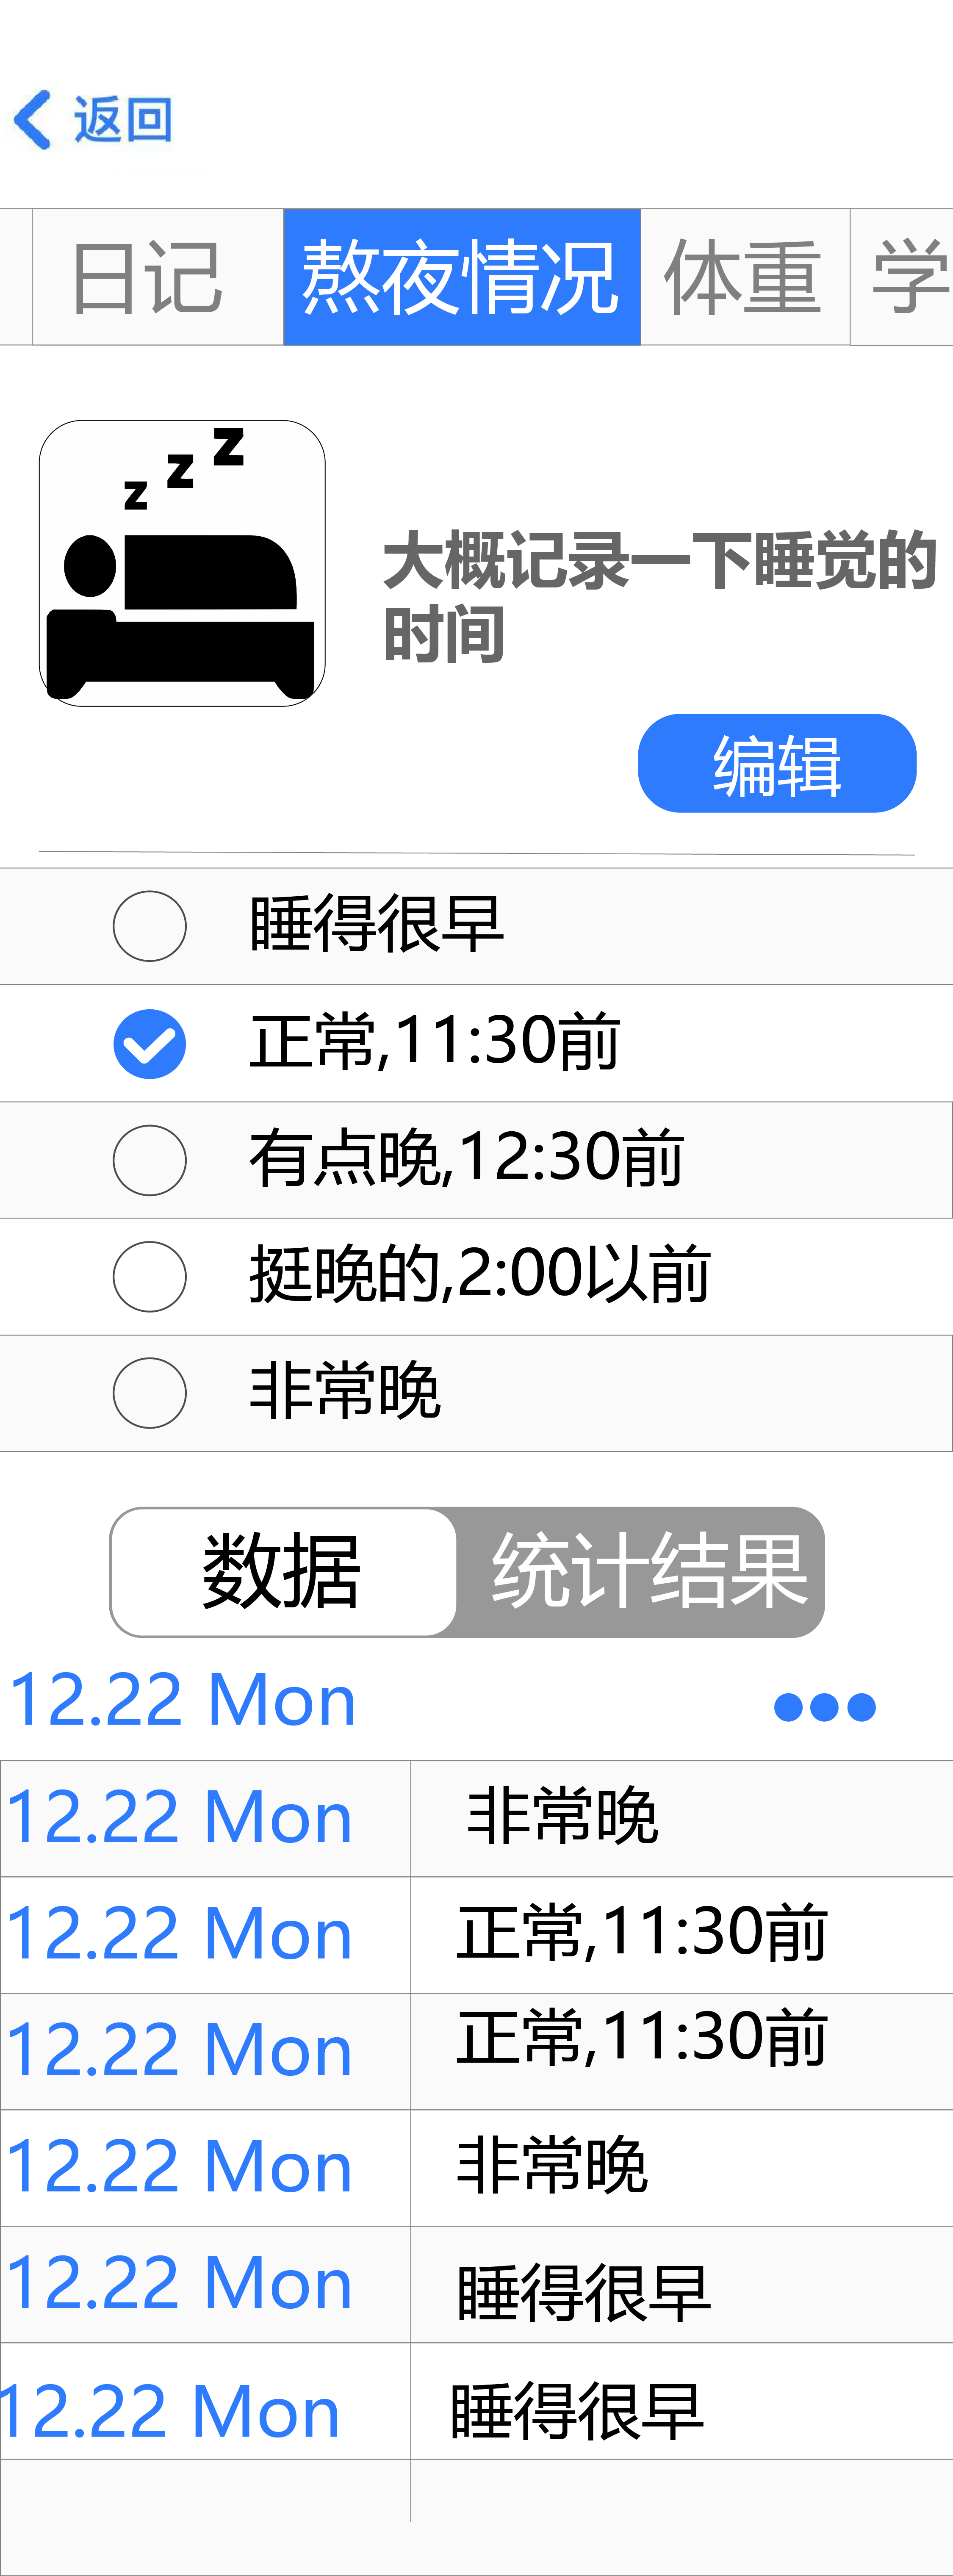 返回
日记 熬夜情况 体重 学
z z z
大概记录一下睡觉的
时间
编辑
睡得很早
正常,11:30前
有点晚,12:30前
挺晚的,2:00以前
非常晚
数据 统计结果
12.22 Mon
12.22 Mon 非常晚
12.22 Mon 正常,11:30前
12.22 Mon 正常,11:30前
12.22 Mon 非常晚
12.22 Mon 睡得很早
12.22 Mon 睡得很早